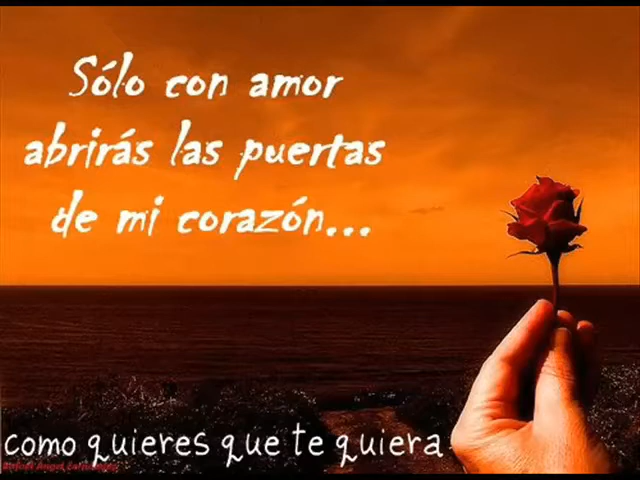 Sólo con amor
abrirás las puertas
de mi corazón...
como quieres que te quiera